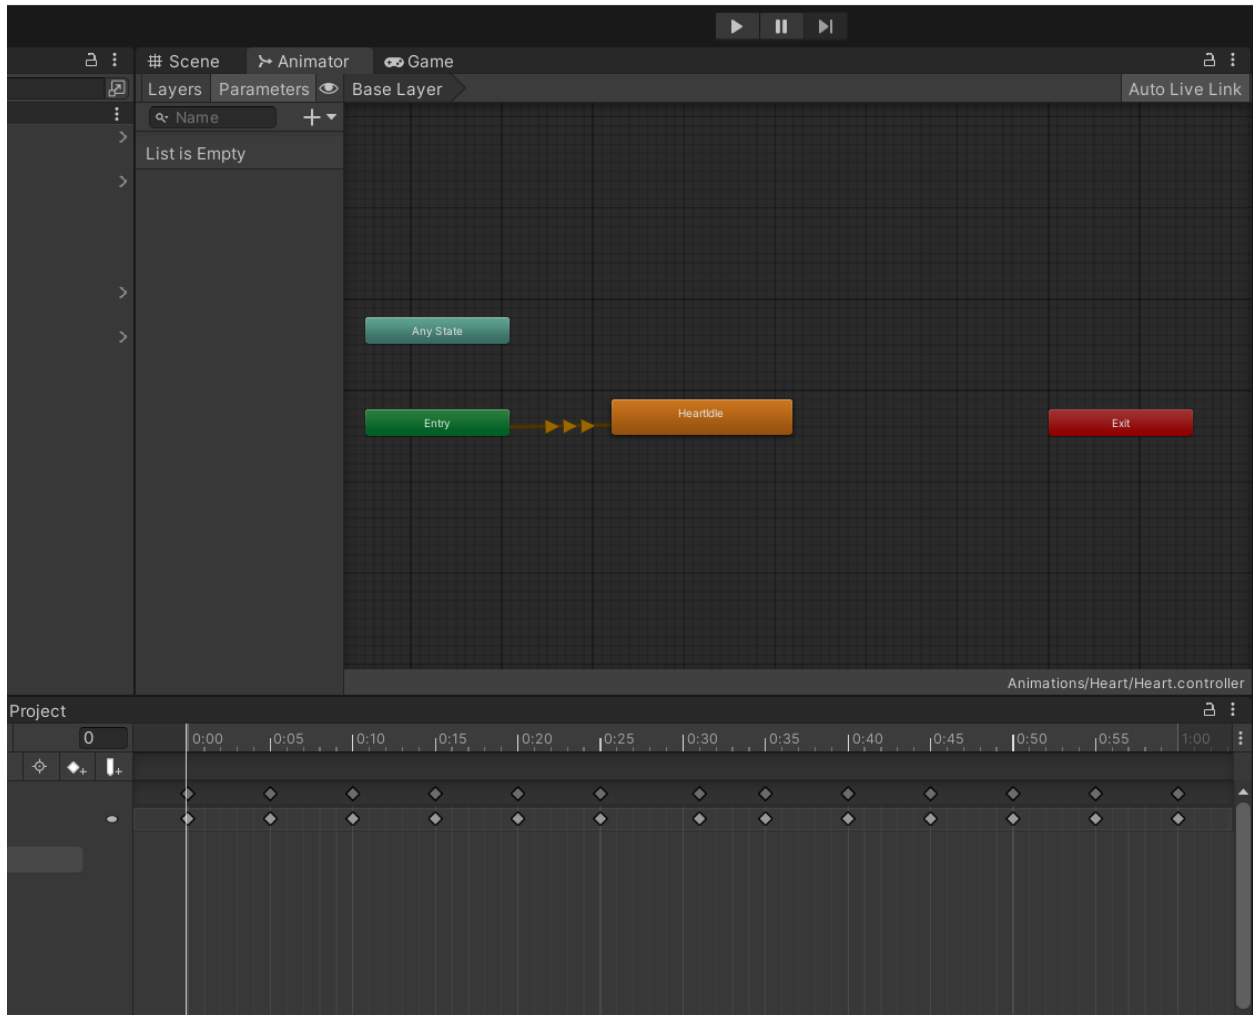 Scene Animator Game
Layers Parameters Base Layer Auto Live Link
Name
List is Empty
Any State
Entry
HeartIdle
Exit
Animations/Heart/Heart.controller
Project
0 0:00 0:05 0:10 0:15 0:20 0:25 0:30 0:35 0:40 0:45 0:50 0:55 1:00